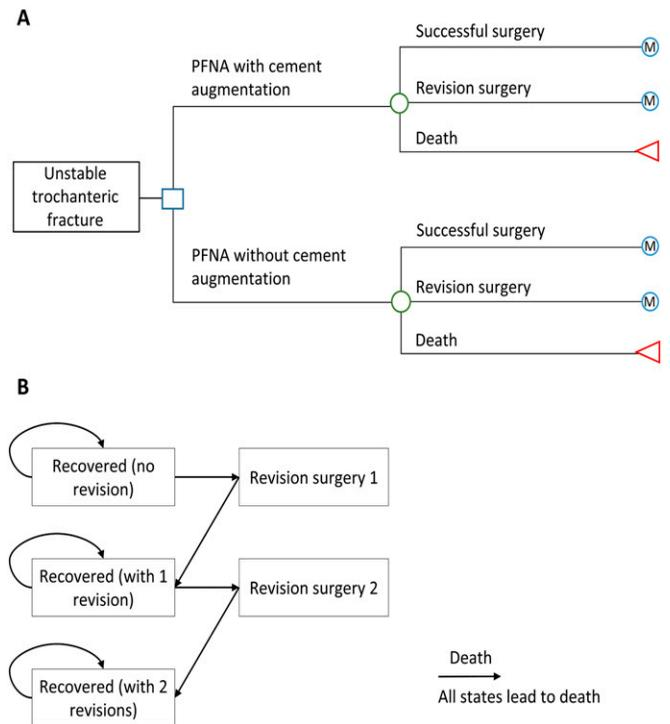 A
Successful surgery
M
PFNA with cement
augmentation
Revision surgery
M
Death
Unstable
trochanteric
fracture
Successful surgery
M
PFNA without cement
augmentation
Revision surgery
M
Death
B
Recovered (no
revision)
Revision surgery 1
Recovered (with 1
revision)
Revision surgery 2
Recovered (with 2
revisions)
Death
All states lead to death